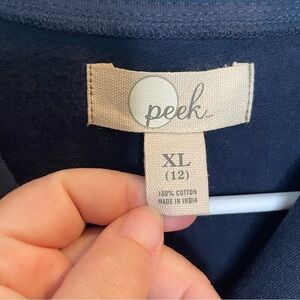 peek...
XL
(12)
100% COTTON
MADE IN INDIA